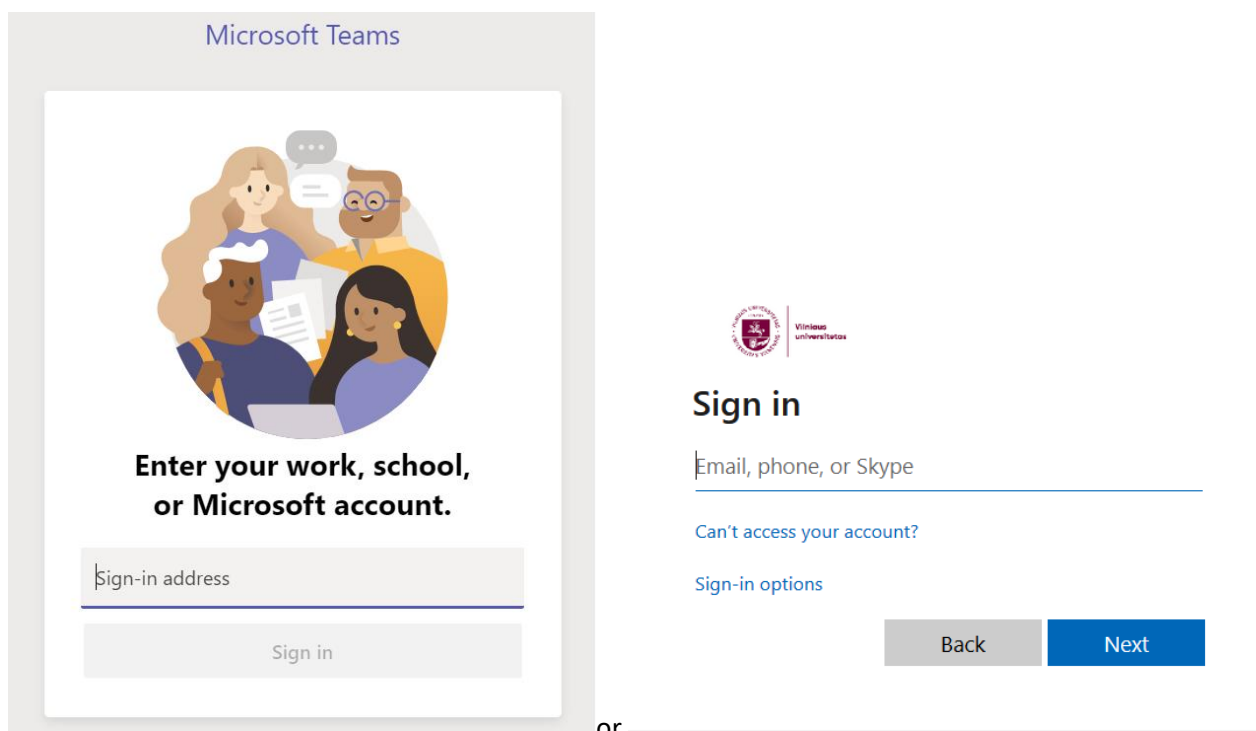 Microsoft Teams
Enter your work, school,
or Microsoft account.
Sign-in address
Sign in
or
Vilniaus
universitetas
Sign in
Email, phone, or Skype
Can't access your account?
Sign-in options
Back
Next